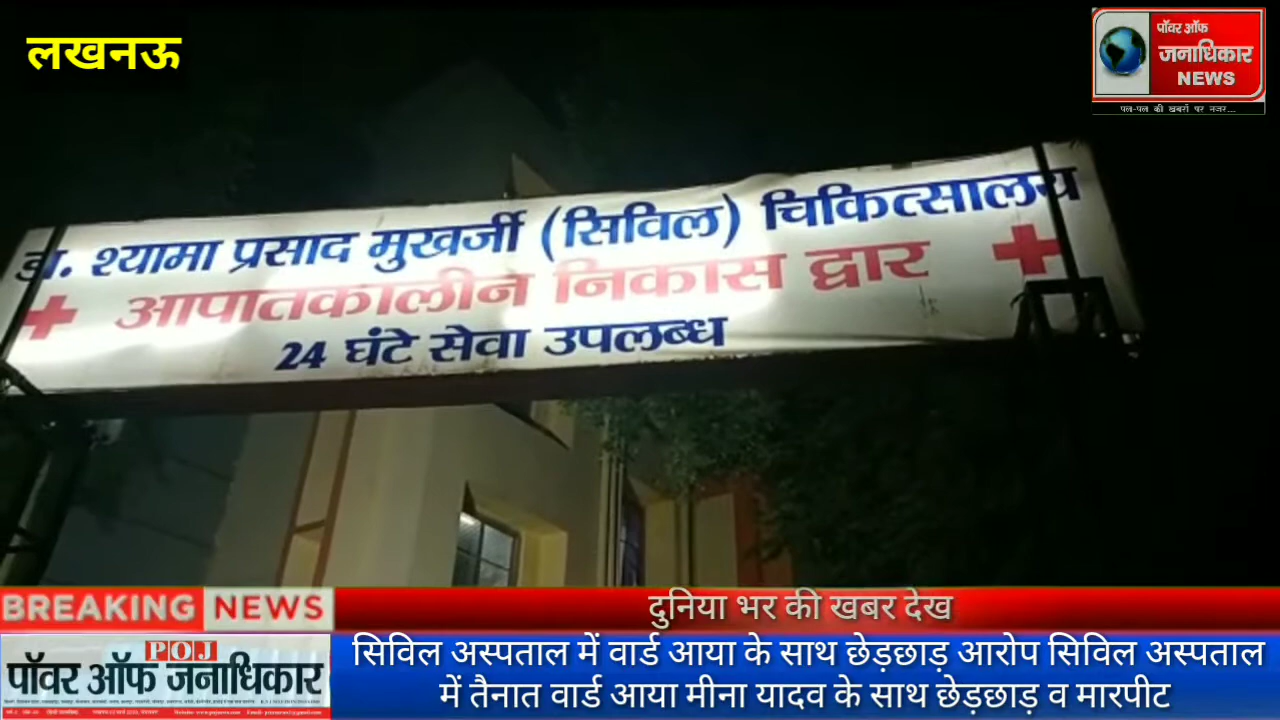 लखनऊ
पॉवर ऑफ
जनाधिकार
NEWS
पल-पल की खबरों पर नजर...
डा. श्यामा प्रसाद मुखर्जी (सिविल) चिकित्सालय
आपातकालीन निकास द्वार
24 घंटे सेवा उपलब्ध
BREAKING NEWS
दुनिया भर की खबर देख
POJ
पॉवर ऑफ जनाधिकार
सिविल अस्पताल में वार्ड आया के साथ छेड़छाड़ आरोप सिविल अस्पताल
में तैनात वार्ड आया मीना यादव के साथ छेड़छाड़ व मारपीट